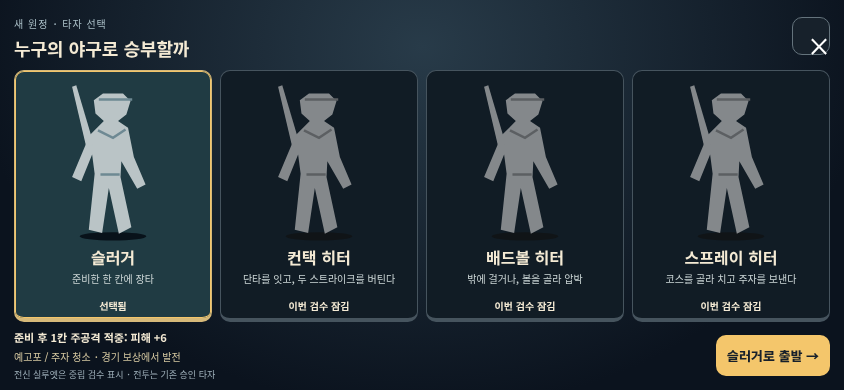 새 원정 · 타자 선택
누구의 야구로 승부할까
슬러거
준비한 한 칸에 장타
선택됨
컨택 히터
단타를 잇고, 두 스트라이크를 버틴다
이번 검수 잠김
배드볼 히터
밖에 걸거나, 볼을 골라 압박
이번 검수 잠김
스프레이 히터
코스를 골라 치고 주자를 보낸다
이번 검수 잠김
준비 후 1칸 주공격 적중: 피해 +6
예고포 / 주자 청소 · 경기 보상에서 발전
전신 실루엣은 중립 검수 표시 · 전투는 기존 승인 타자
슬러거로 출발 →